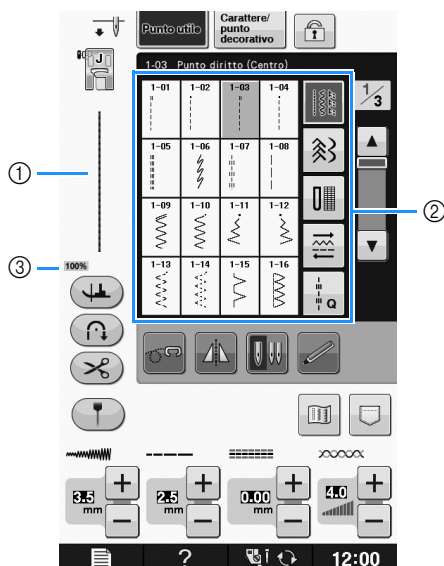 Punto utile
Carattere/
punto
decorativo
J
1-03 Punto diritto (Centro)
1/3
1-01 1-02 1-03 1-04
1-05 1-06 1-07 1-08
1-09 1-10 1-11 1-12
1-13 1-14 1-15 1-16
Q
1
2
3
100%
3.5
mm
2.5
mm
0.00
mm
4.0
+ + + +
− − − −
?
12:00